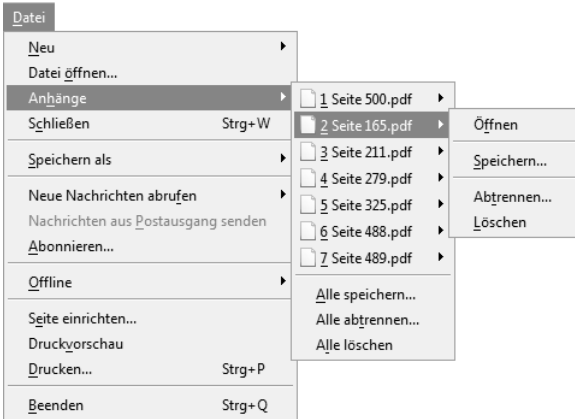 Datei
Neu
Datei öffnen...
Anhänge
Schließen Strg+W
Speichern als
Neue Nachrichten abrufen
Nachrichten aus Postausgang senden
Abonnieren...
Offline
Seite einrichten...
Druckvorschau
Drucken... Strg+P
Beenden Strg+Q
1 Seite 500.pdf
2 Seite 165.pdf
3 Seite 211.pdf
4 Seite 279.pdf
5 Seite 325.pdf
6 Seite 488.pdf
7 Seite 489.pdf
Alle speichern...
Alle abtrennen...
Alle löschen
Öffnen
Speichern...
Abtrennen...
Löschen